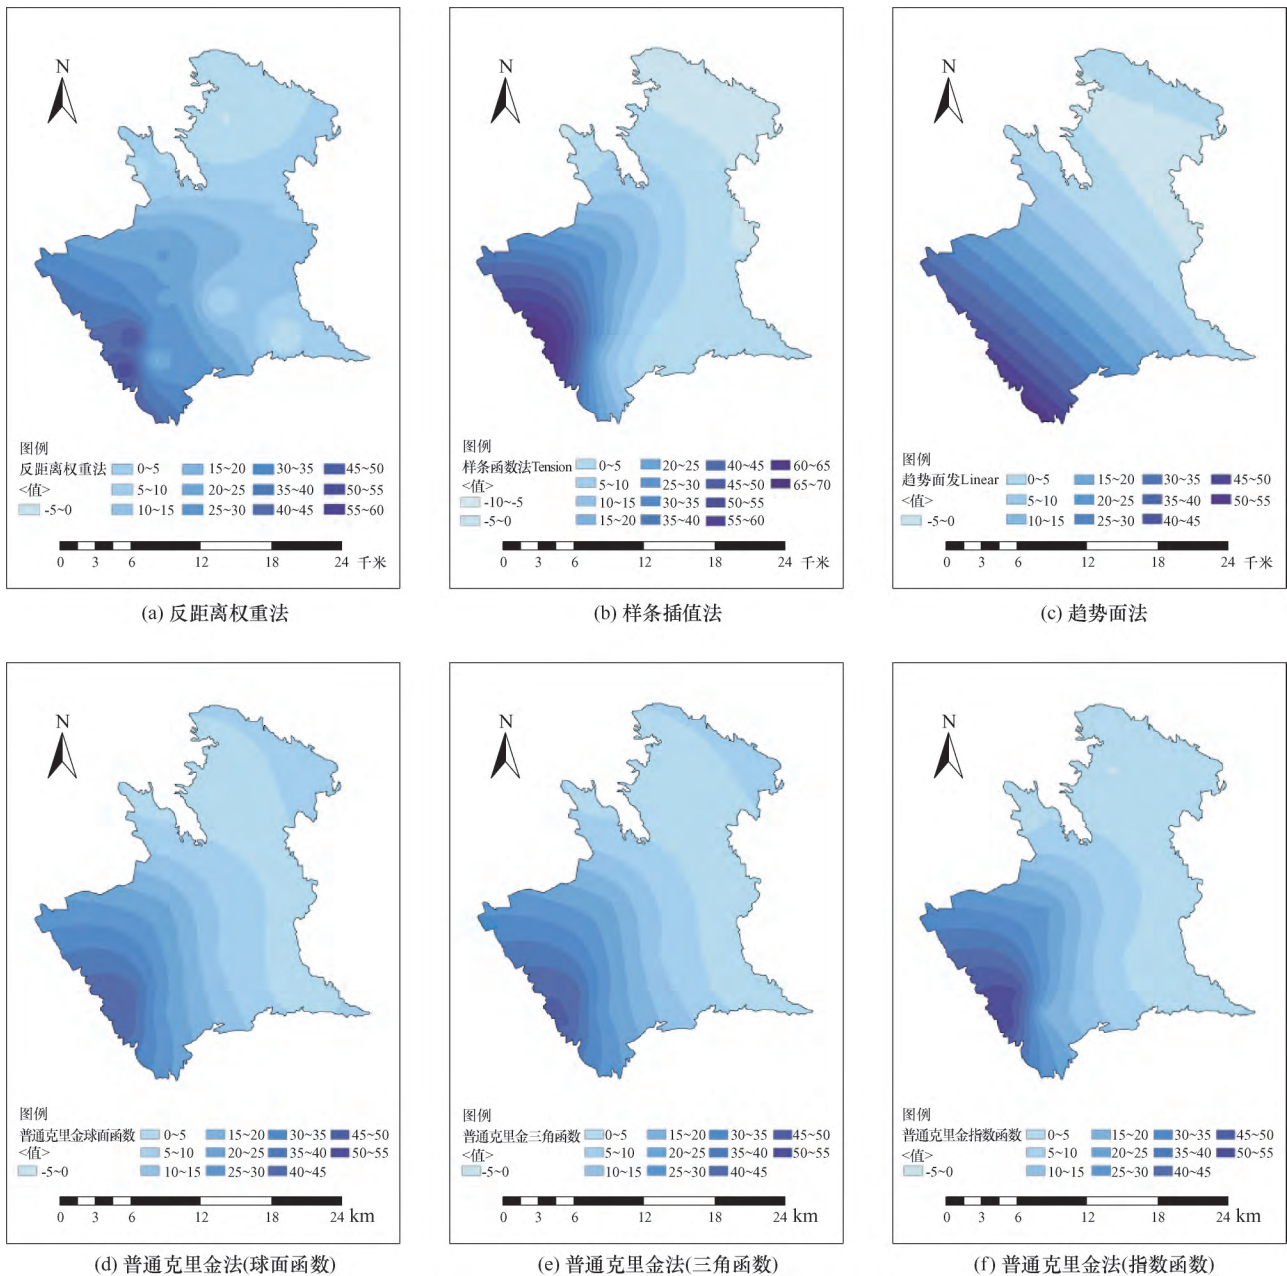 N
图例
反距离权重法 0~5 15~20 30~35 45~50
<值> 5~10 20~25 35~40 50~55
-5~0 10~15 25~30 40~45 55~60
0 3 6 12 18 24 千米
(a) 反距离权重法
N
图例
样条函数法Tension 0~5 20~25 40~45 60~65
<值> 5~10 25~30 45~50 65~70
-10~-5 10~15 30~35 50~55
-5~0 15~20 35~40 55~60
0 3 6 12 18 24 千米
(b) 样条插值法
N
图例
趋势面发Linear 0~5 15~20 30~35 45~50
<值> 5~10 20~25 35~40 50~55
-5~0 10~15 25~30 40~45
0 3 6 12 18 24 千米
(c) 趋势面法
N
图例
普通克里金球面函数 0~5 15~20 30~35 45~50
<值> 5~10 20~25 35~40 50~55
-5~0 10~15 25~30 40~45
0 3 6 12 18 24 km
(d) 普通克里金法(球面函数)
N
图例
普通克里金三角函数 0~5 15~20 30~35 45~50
<值> 5~10 20~25 35~40 50~55
-5~0 10~15 25~30 40~45
0 3 6 12 18 24 km
(e) 普通克里金法(三角函数)
N
图例
普通克里金指数函数 0~5 15~20 30~35 45~50
<值> 5~10 20~25 35~40 50~55
-5~0 10~15 25~30 40~45
0 3 6 12 18 24 km
(f) 普通克里金法(指数函数)